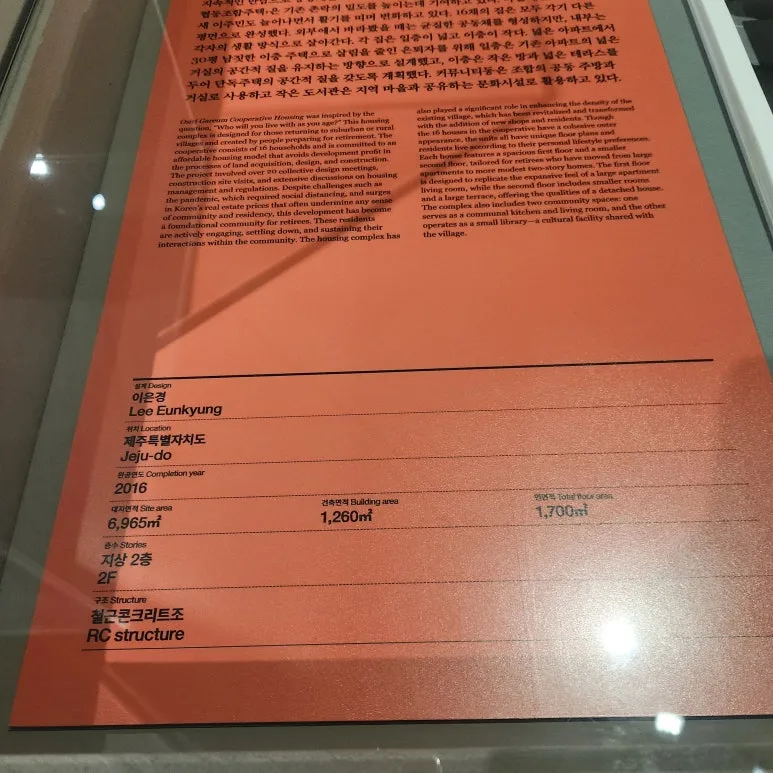 지속적인 만남으로
협동조합주택」은 기존 촌락의 밀도를 높이는데 기여하고 있다.
새 이주민도 늘어나면서 활기를 띠며 변화하고 있다. 16채의 집은 모두 각기 다른
평면으로 완성했다. 외부에서 바라봤을 때는 균질한 공동체를 형성하지만, 내부는
각자의 생활 방식으로 살아간다. 각 집은 일층이 넓고 이층이 작다. 넓은 아파트에서
30평 남짓한 이층 주택으로 살림을 줄인 은퇴자를 위해 일층은 기존 아파트의 넓은
거실의 공간적 질을 유지하는 방향으로 설계했고, 이층은 작은 방과 넓은 테라스를
두어 단독주택의 공간적 질을 갖도록 계획했다. 커뮤니티동은 조합의 공동 주방과
거실로 사용하고 작은 도서관은 지역 마을과 공유하는 문화시설로 활용하고 있다.
Cooperative Housing was inspired by the
question, "Who will you live with as you age?" This housing
complex is designed for those returning to suburban or rural
villages and created by people preparing for retirement. The
cooperative consists of 16 households and is committed to an
affordable housing model that avoids development profit in
the processes of land acquisition, design, and construction.
The project involved over 20 collective design meetings,
construction site visits, and extensive discussions on housing
management and regulations. Despite challenges such as
the pandemic, which required social distancing, and surges
in Korea's real estate prices that often undermine any sense
of community and residency, this development has become
a foundational community for retirees. These residents
are actively engaging, settling down, and sustaining their
interactions within the community. The housing complex has
also played a significant role in enhancing the density of the
existing village, which has been revitalized and transformed
with the addition of new shops and residents. Though
the 16 houses in the cooperative have a cohesive outer
appearance, the units all have unique floor plans and
residents live according to their personal lifestyle preferences.
Each house features a spacious first floor and a smaller
second floor, tailored for retirees who have moved from large
apartments to more modest two-story homes. The first floor
is designed to replicate the expansive feel of a large apartment
living room, while the second floor includes smaller rooms
and a large terrace, offering the qualities of a detached house.
The complex also includes two community spaces: one
serves as a communal kitchen and living room, and the other
operates as a small library—a cultural facility shared with
the village.
설계 Design
이은경
Lee Eunkyung
위치 Location
제주특별자치도
Jeju-do
완공연도 Completion year
2016
대지면적 Site area
6,965㎡
건축면적 Building area
1,260㎡
연면적 Total floor area
1,700㎡
층수 Stories
지상 2층
2F
구조 Structure
철근콘크리트조
RC structure